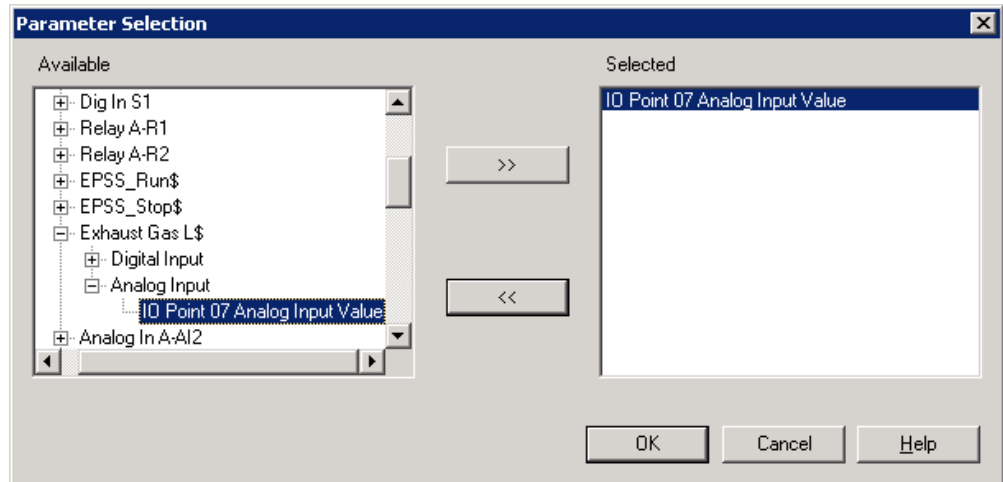 Parameter Selection
Available
Selected
Dig In S1
Relay A-R1
Relay A-R2
EPSS_Run$
EPSS_Stop$
Exhaust Gas L$
Digital Input
Analog Input
IO Point 07 Analog Input Value
Analog In A-AI2
>>
<<
IO Point 07 Analog Input Value
OK
Cancel
Help